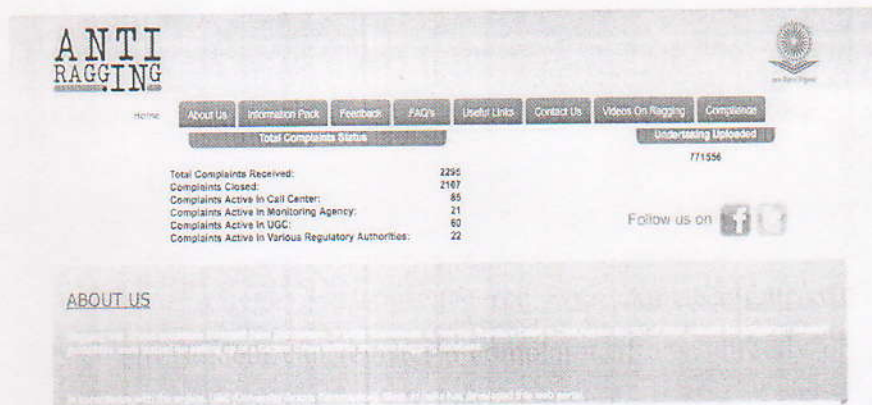 ANTI
RAGG.ING
Home About Us Information Pack Feedback FAQ's Useful Links Contact Us Videos On Ragging Compliance
Total Complaints Status
Undertaking Uploaded
771556
Total Complaints Received: 2295
Complaints Closed: 2107
Complaints Active In Call Center: 85
Complaints Active In Monitoring Agency: 21
Complaints Active In UGC: 60
Complaints Active In Various Regulatory Authorities: 22
Follow us on f
ABOUT US